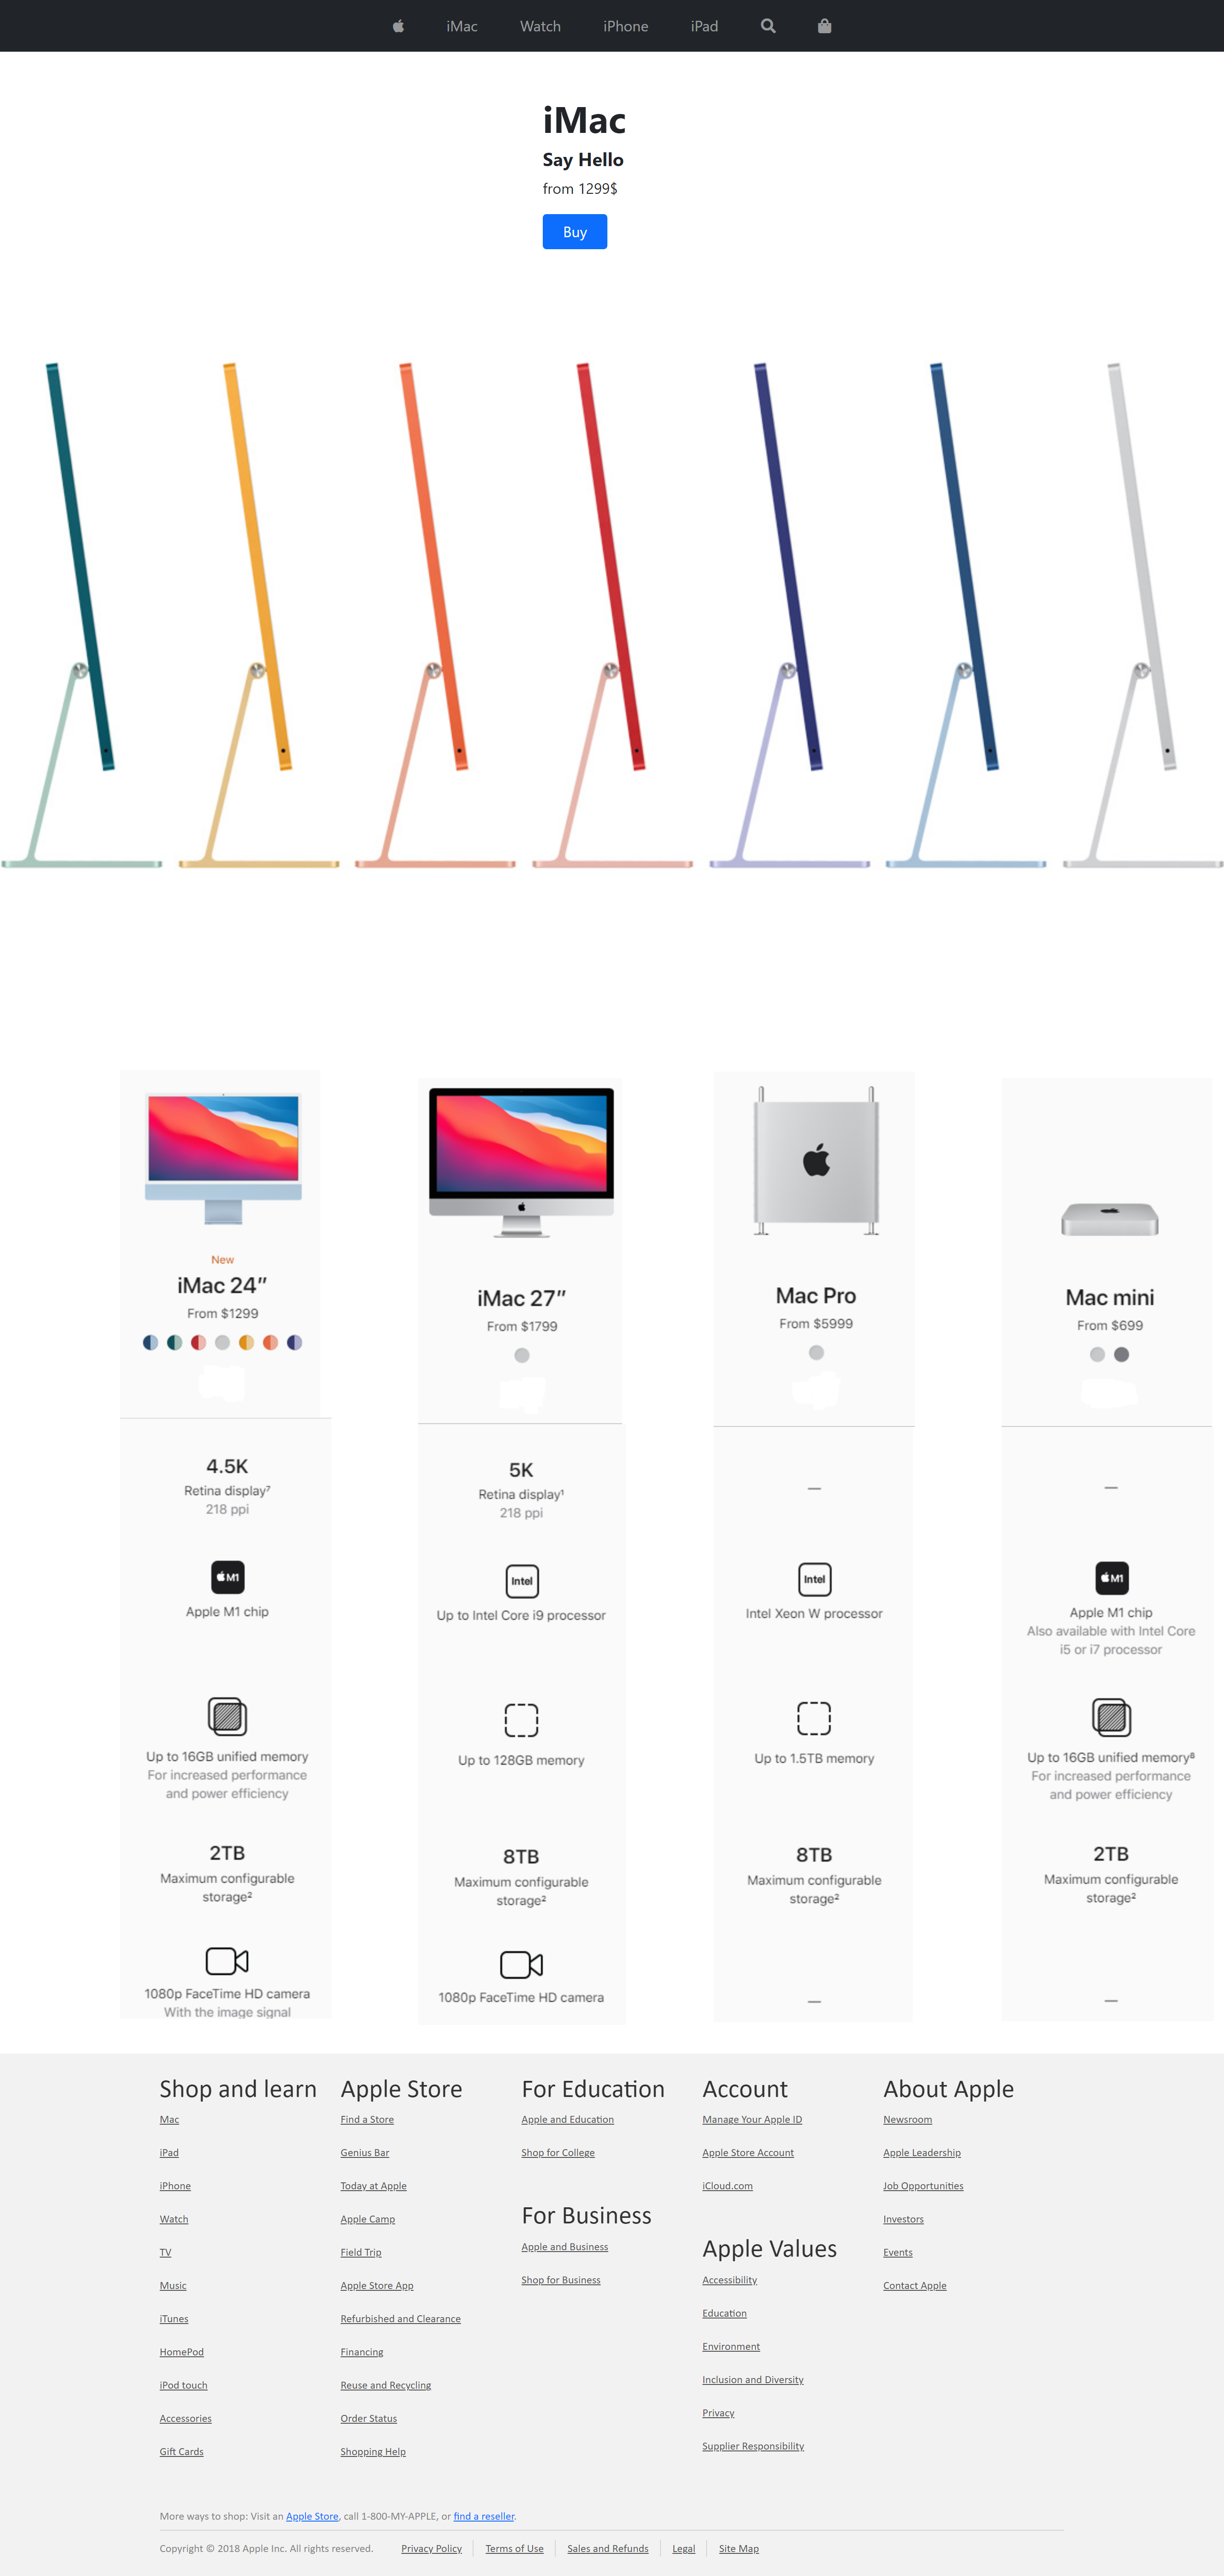 iMac
Watch
iPhone
iPad
iMac
Say Hello
from 1299$
Buy
New
iMac 24”
From $1299
4.5K
Retina display⁷
218 ppi
M1
Apple M1 chip
Up to 16GB unified memory
For increased performance
and power efficiency
2TB
Maximum configurable
storage²
1080p FaceTime HD camera
With the image signal
iMac 27”
From $1799
5K
Retina display¹
218 ppi
Intel
Up to Intel Core i9 processor
Up to 128GB memory
8TB
Maximum configurable
storage²
1080p FaceTime HD camera
Mac Pro
From $5999
—
Intel
Intel Xeon W processor
Up to 1.5TB memory
8TB
Maximum configurable
storage²
—
Mac mini
From $699
—
M1
Apple M1 chip
Also available with Intel Core
i5 or i7 processor
Up to 16GB unified memory⁸
For increased performance
and power efficiency
2TB
Maximum configurable
storage²
—
Shop and learn
Mac
iPad
iPhone
Watch
TV
Music
iTunes
HomePod
iPod touch
Accessories
Gift Cards
Apple Store
Find a Store
Genius Bar
Today at Apple
Apple Camp
Field Trip
Apple Store App
Refurbished and Clearance
Financing
Reuse and Recycling
Order Status
Shopping Help
For Education
Apple and Education
Shop for College
For Business
Apple and Business
Shop for Business
Account
Manage Your Apple ID
Apple Store Account
iCloud.com
Apple Values
Accessibility
Education
Environment
Inclusion and Diversity
Privacy
Supplier Responsibility
About Apple
Newsroom
Apple Leadership
Job Opportunities
Investors
Events
Contact Apple
More ways to shop: Visit an Apple Store, call 1-800-MY-APPLE, or find a reseller.
Copyright © 2018 Apple Inc. All rights reserved.
Privacy Policy
Terms of Use
Sales and Refunds
Legal
Site Map